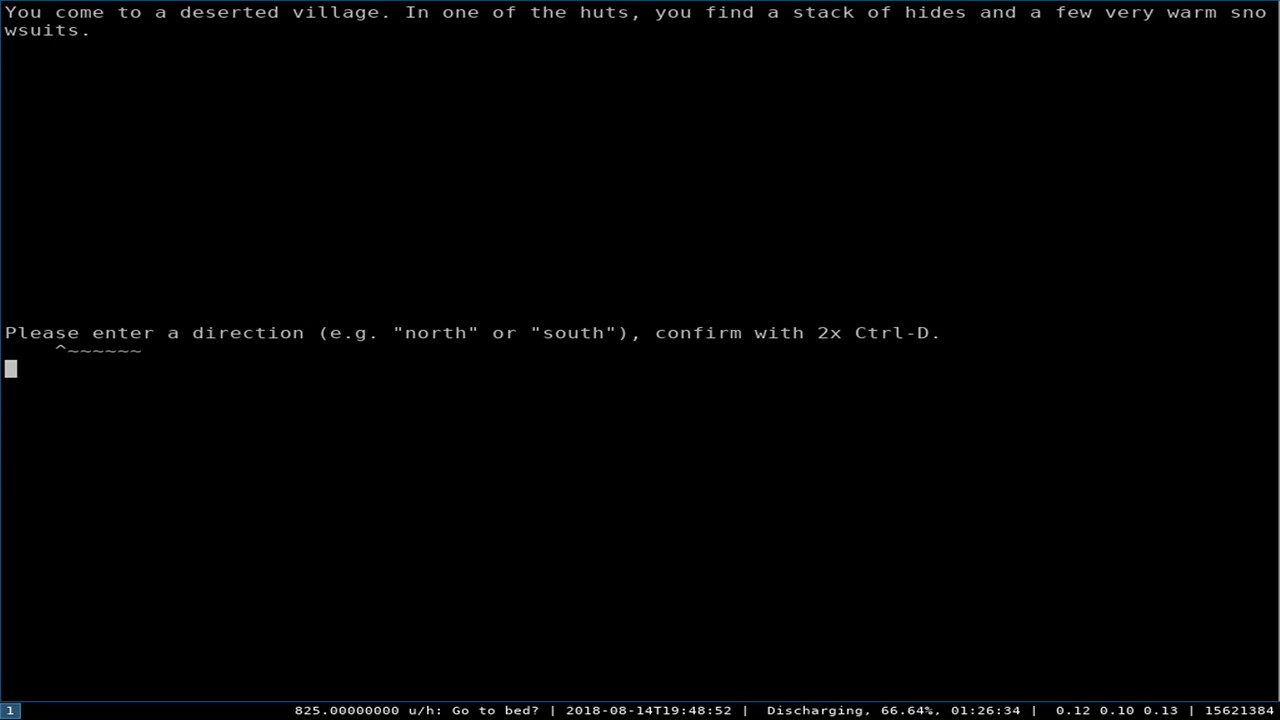 You come to a deserted village. In one of the huts, you find a stack of hides and a few very warm sno
wsuits.
Please enter a direction (e.g. "north" or "south"), confirm with 2x Ctrl-D.
^~~~~~~
1 825.00000000 u/h: Go to bed? | 2018-08-14T19:48:52 | Discharging, 66.64%, 01:26:34 | 0.12 0.10 0.13 | 15621384